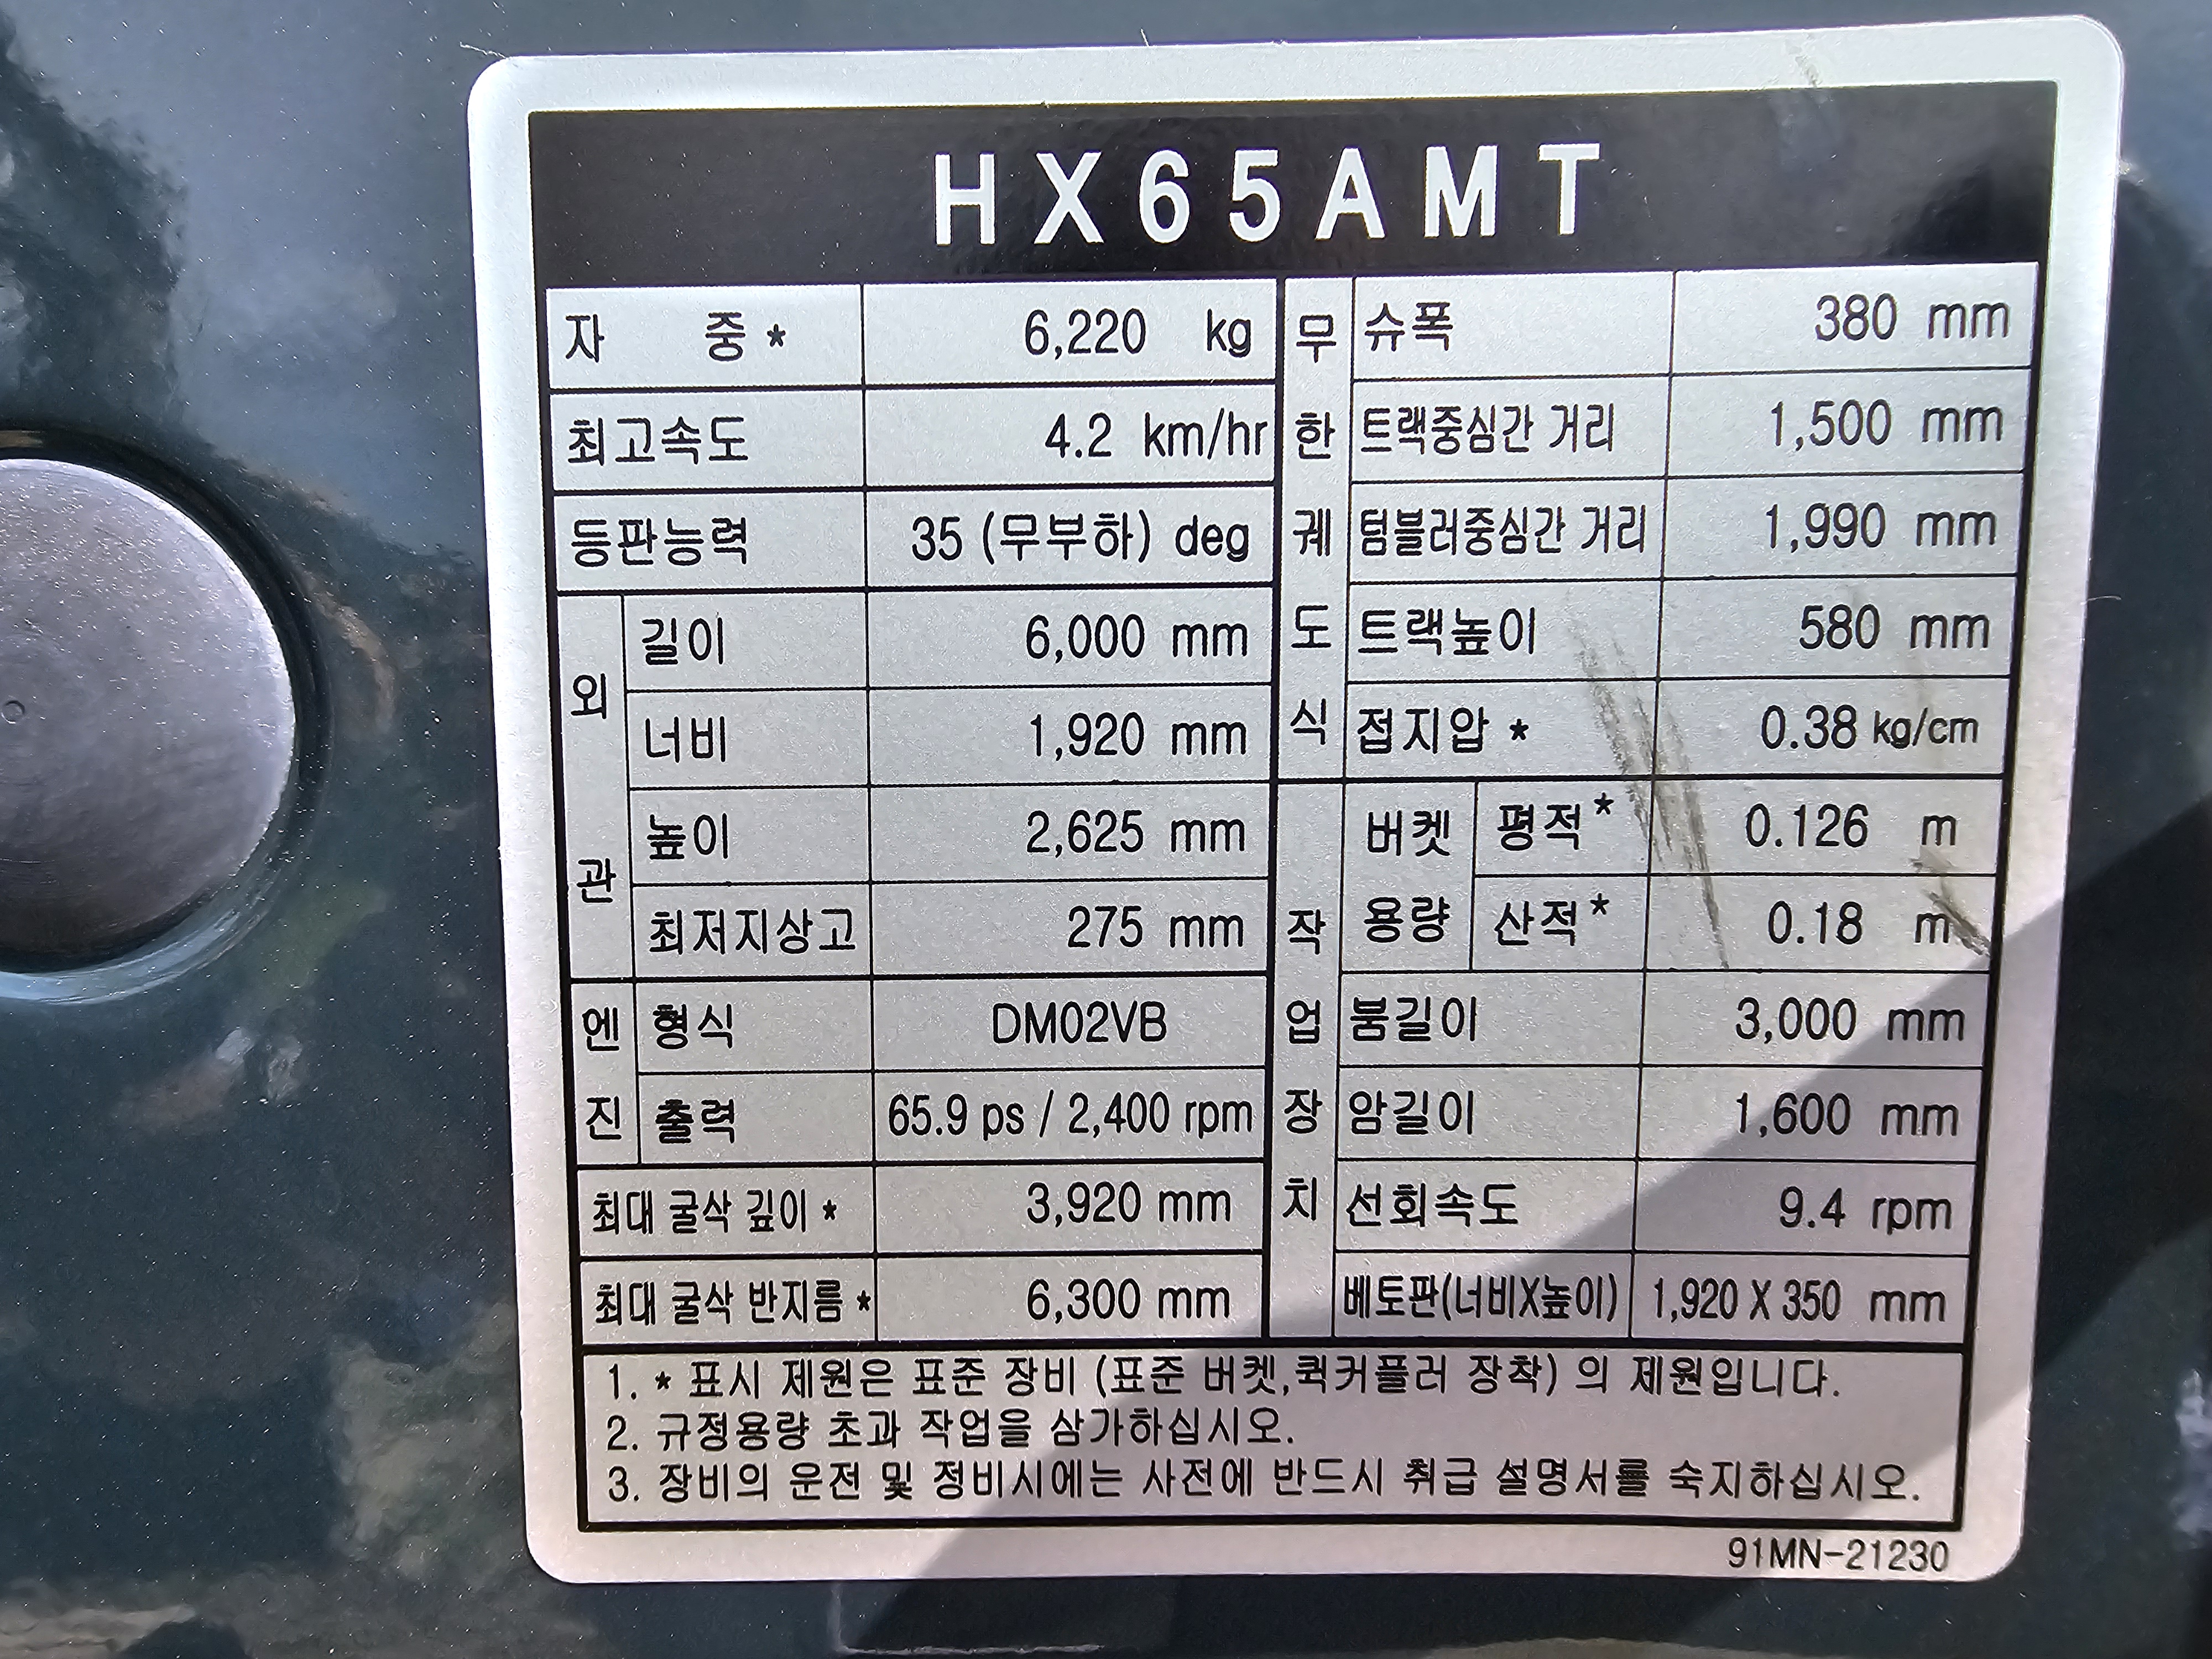 HX65AMT
자 중 * 6,220 kg
최고속도 4.2 km/hr
등판능력 35 (무부하) deg
외관
길이 6,000 mm
너비 1,920 mm
높이 2,625 mm
최저지상고 275 mm
엔진
형식 DM02VB
출력 65.9 ps / 2,400 rpm
최대 굴삭 깊이 * 3,920 mm
최대 굴삭 반지름 * 6,300 mm
무한궤도식
슈폭 380 mm
트랙중심간 거리 1,500 mm
텀블러중심간 거리 1,990 mm
트랙높이 580 mm
접지압 * 0.38 kg/cm
작업장치
버켓용량
평적* 0.126 m
산적* 0.18 m
붐길이 3,000 mm
암길이 1,600 mm
선회속도 9.4 rpm
베토판(너비X높이) 1,920 X 350 mm
1. * 표시 제원은 표준 장비 (표준 버켓,퀵커플러 장착) 의 제원입니다.
2. 규정용량 초과 작업을 삼가하십시오.
3. 장비의 운전 및 정비시에는 사전에 반드시 취급 설명서를 숙지하십시오.
91MN-21230